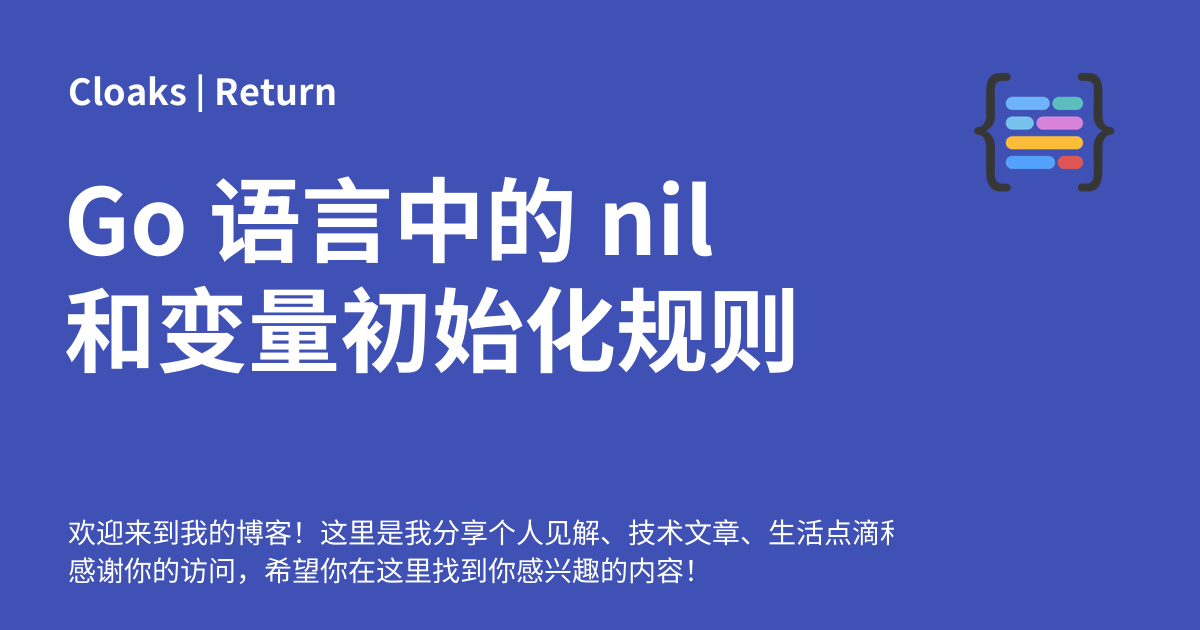 Cloaks | Return
Go 语言中的 nil
和变量初始化规则
欢迎来到我的博客！这里是我分享个人见解、技术文章、生活点滴
感谢你的访问，希望你在这里找到你感兴趣的内容！